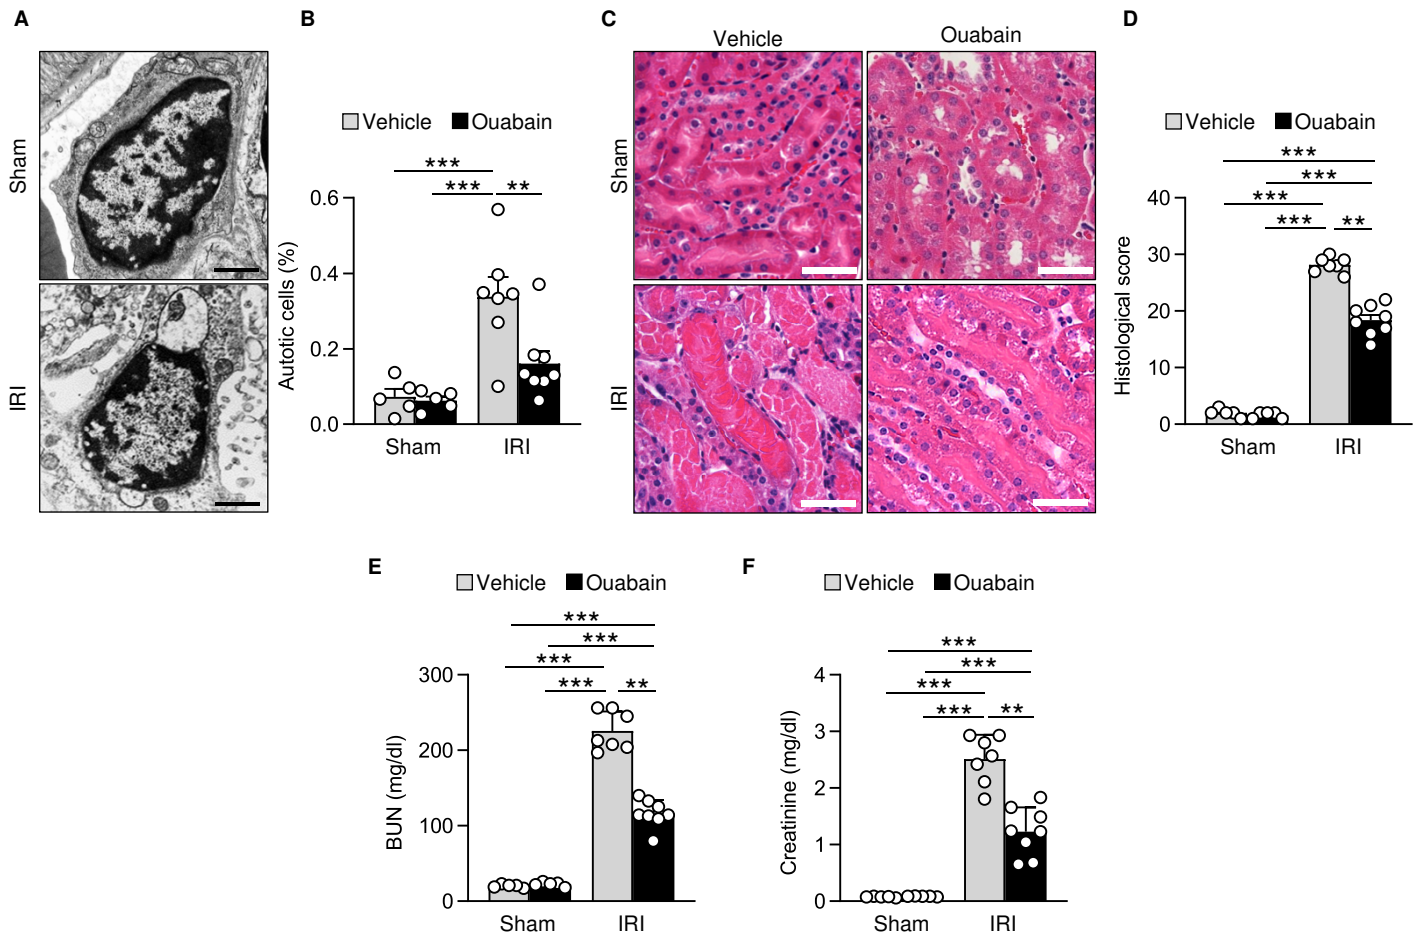 A
Sham
IRI
B
Vehicle Ouabain
***
*** **
0.6
0.4
0.2
0.0
Autotic cells (%)
Sham IRI
C
Vehicle Ouabain
Sham
IRI
D
Vehicle Ouabain
***
***
***
*** **
40
30
20
10
0
Histological score
Sham IRI
E
Vehicle Ouabain
***
***
***
*** **
300
200
100
0
BUN (mg/dl)
Sham IRI
F
Vehicle Ouabain
***
***
***
*** **
4
3
2
1
0
Creatinine (mg/dl)
Sham IRI